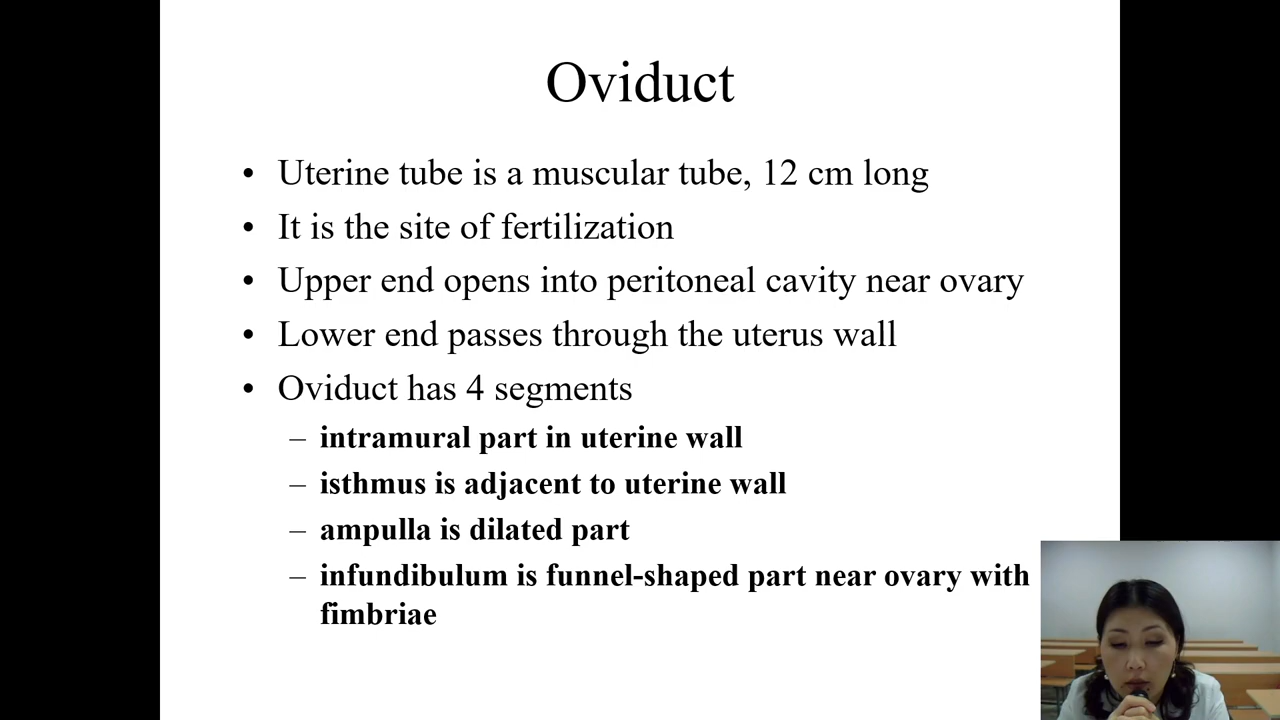 Oviduct
• Uterine tube is a muscular tube, 12 cm long
• It is the site of fertilization
• Upper end opens into peritoneal cavity near ovary
• Lower end passes through the uterus wall
• Oviduct has 4 segments
– intramural part in uterine wall
– isthmus is adjacent to uterine wall
– ampulla is dilated part
– infundibulum is funnel-shaped part near ovary with
fimbriae